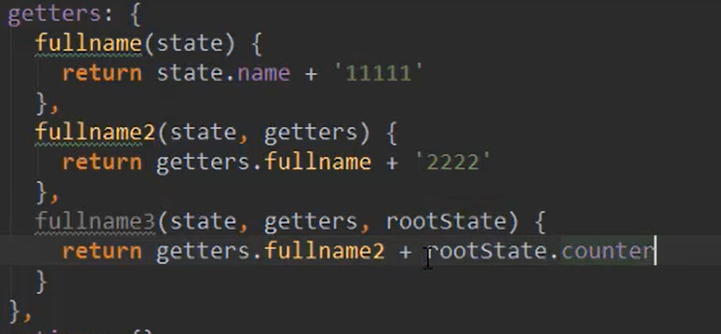 getters: {
  fullname(state) {
    return state.name + '11111'
  },
  fullname2(state, getters) {
    return getters.fullname + '2222'
  },
  fullname3(state, getters, rootState) {
    return getters.fullname2 + rootState.counter
  }
},